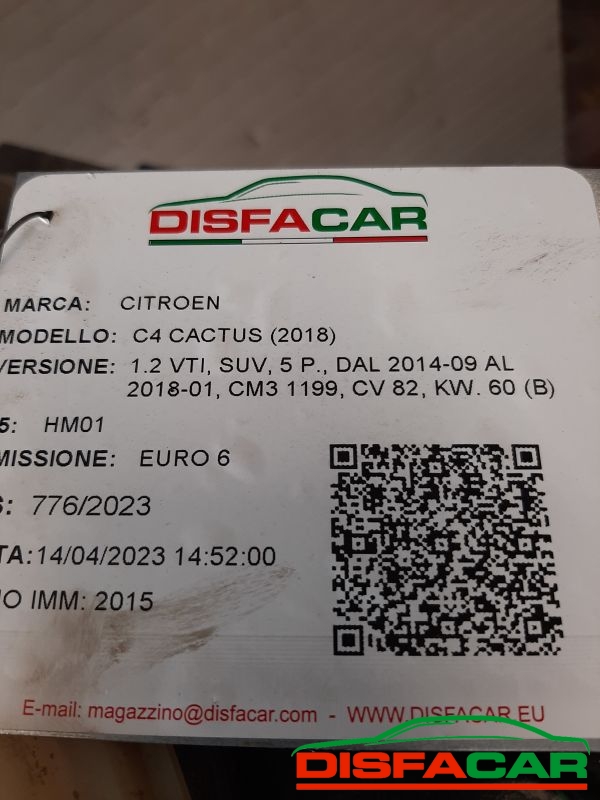 DISFACAR
MARCA: CITROEN
MODELLO: C4 CACTUS (2018)
VERSIONE: 1.2 VTI, SUV, 5 P., DAL 2014-09 AL
2018-01, CM3 1199, CV 82, KW. 60 (B)
5: HM01
MISSIONE: EURO 6
S: 776/2023
TA:14/04/2023 14:52:00
IO IMM: 2015
E-mail: magazzino@disfacar.com - WWW.DISFACAR.EU
DISFACAR